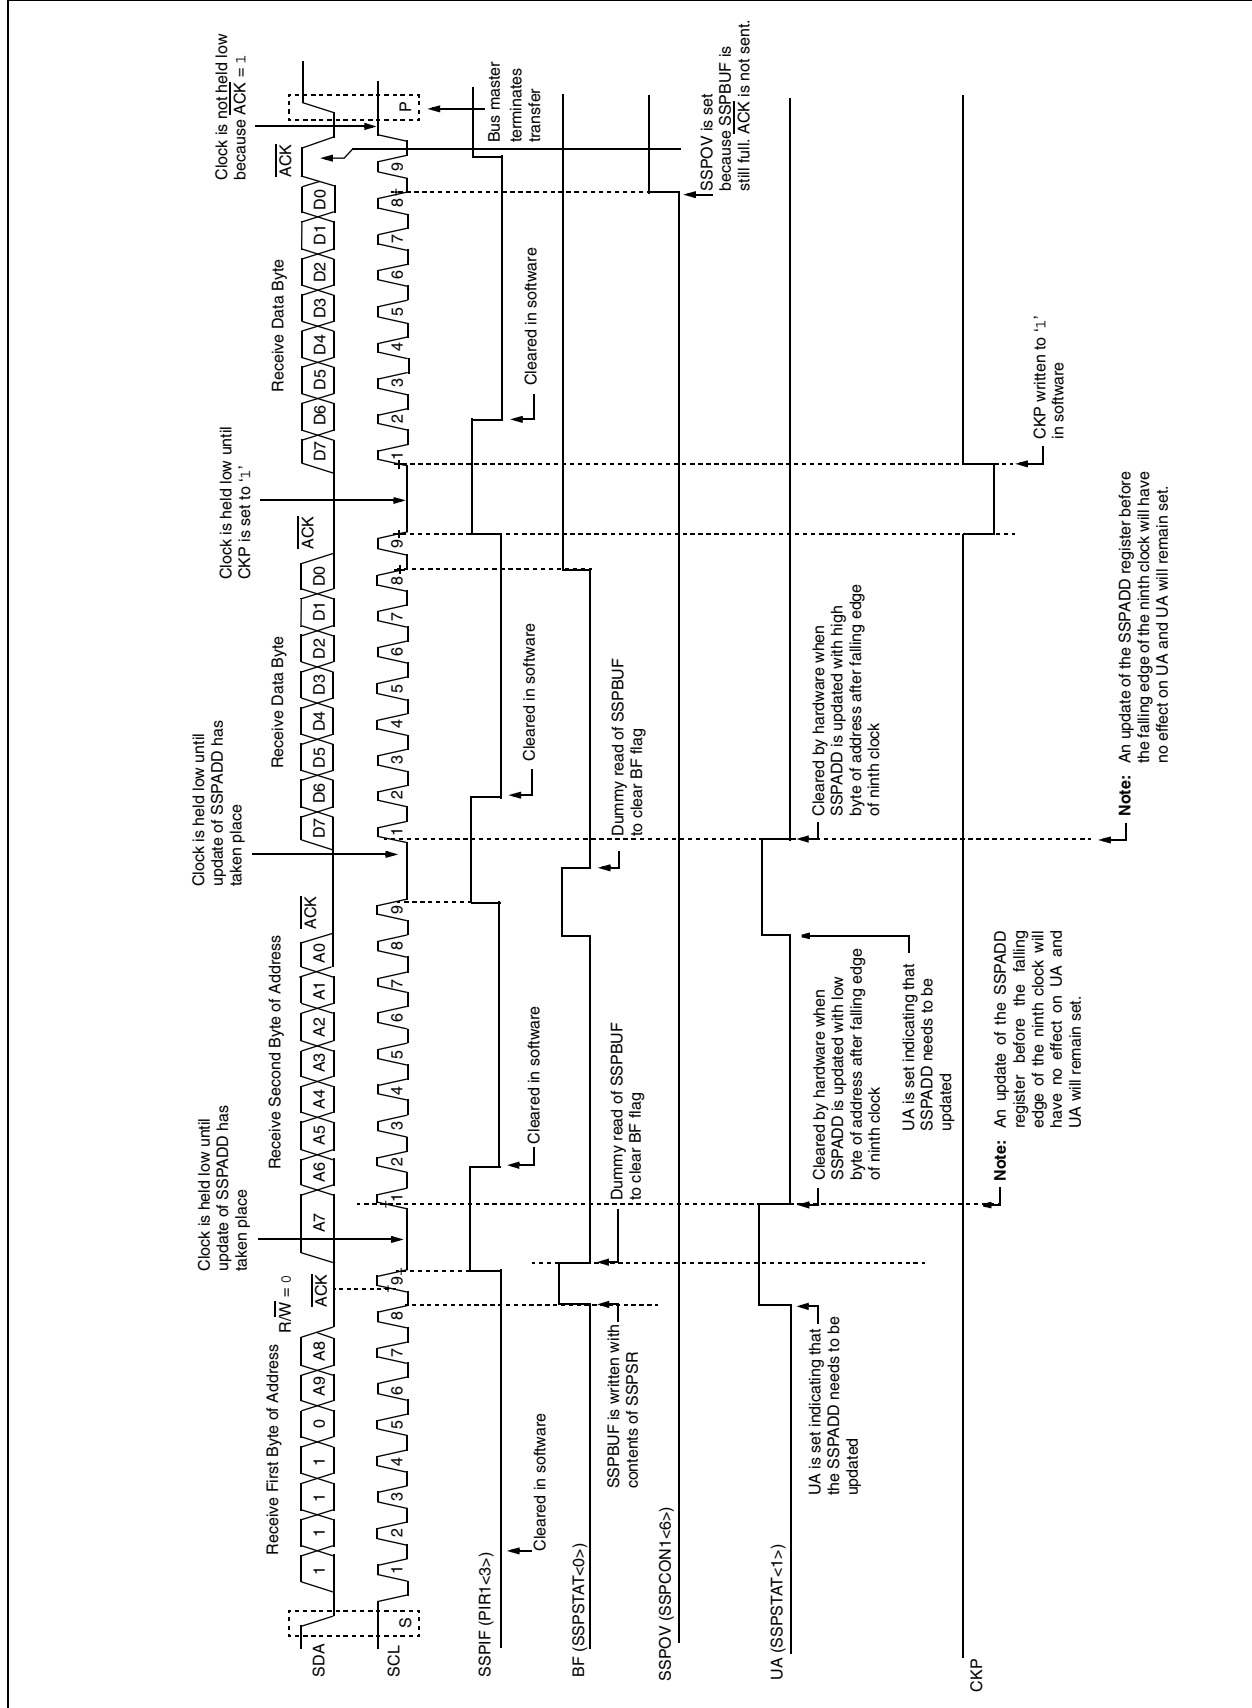 Receive First Byte of Address
R/W = 0
Receive Second Byte of Address
Receive Data Byte
Receive Data Byte
Clock is held low until
update of SSPADD has
taken place
Clock is held low until
update of SSPADD has
taken place
Clock is held low until
CKP is set to ‘1’
Clock is not held low
because ACK = 1
SDA
1 1 1 1 0 A9 A8
ACK
A7 A6 A5 A4 A3 A2 A1 A0
ACK
D7 D6 D5 D4 D3 D2 D1 D0
ACK
D7 D6 D5 D4 D3 D2 D1 D0
ACK
SCL
S
1 2 3 4 5 6 7 8 9
1 2 3 4 5 6 7 8 9
1 2 3 4 5 6 7 8 9
1 2 3 4 5 6 7 8 9
P
Bus master
terminates
transfer
SSPIF (PIR1<3>)
Cleared in software
Cleared in software
Cleared in software
Cleared in software
BF (SSPSTAT<0>)
SSPBUF is written with
contents of SSPSR
Dummy read of SSPBUF
to clear BF flag
Dummy read of SSPBUF
to clear BF flag
SSPOV (SSPCON1<6>)
SSPOV is set
because SSPBUF is
still full. ACK is not sent.
UA (SSPSTAT<1>)
UA is set indicating that
the SSPADD needs to be
updated
Cleared by hardware when
SSPADD is updated with low
byte of address after falling edge
of ninth clock
UA is set indicating that
SSPADD needs to be
updated
Cleared by hardware when
SSPADD is updated with high
byte of address after falling edge
of ninth clock
CKP
CKP written to ‘1’
in software
Note: An update of the SSPADD
register before the falling
edge of the ninth clock will
have no effect on UA and
UA will remain set.
Note: An update of the SSPADD register before
the falling edge of the ninth clock will have
no effect on UA and UA will remain set.